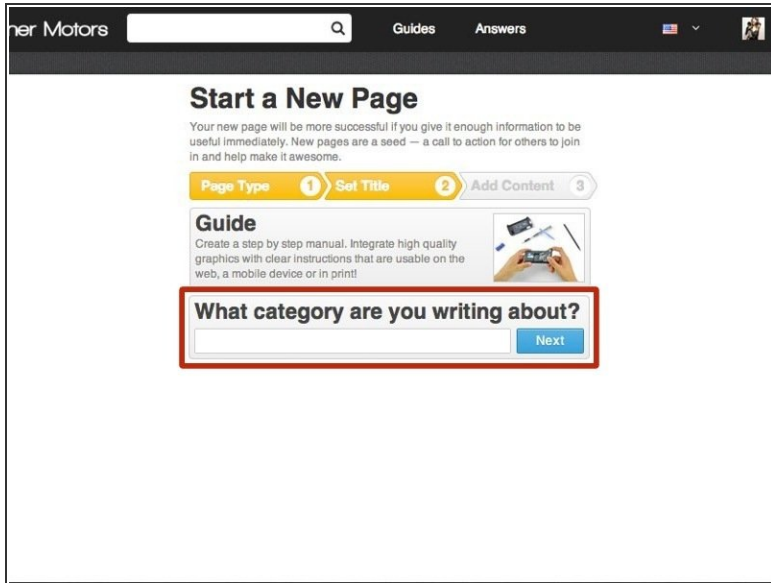 Motors
Guides
Answers
Start a New Page
Your new page will be more successful if you give it enough information to be
useful immediately. New pages are a seed — a call to action for others to join
in and help make it awesome.
Page Type 1
Set Title 2
Add Content 3
Guide
Create a step by step manual. Integrate high quality
graphics with clear instructions that are usable on the
web, a mobile device or in print!
What category are you writing about?
Next